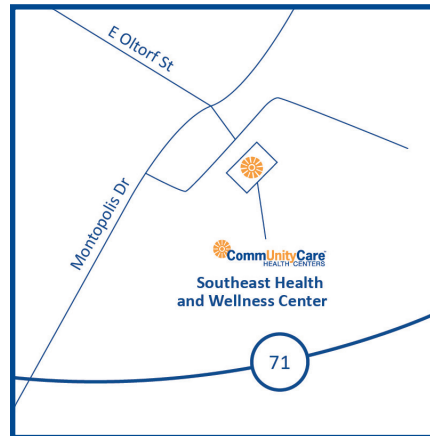 E Oltorf St
Montopolis Dr
CommUnityCare
HEALTH CENTERS
Southeast Health
and Wellness Center
71